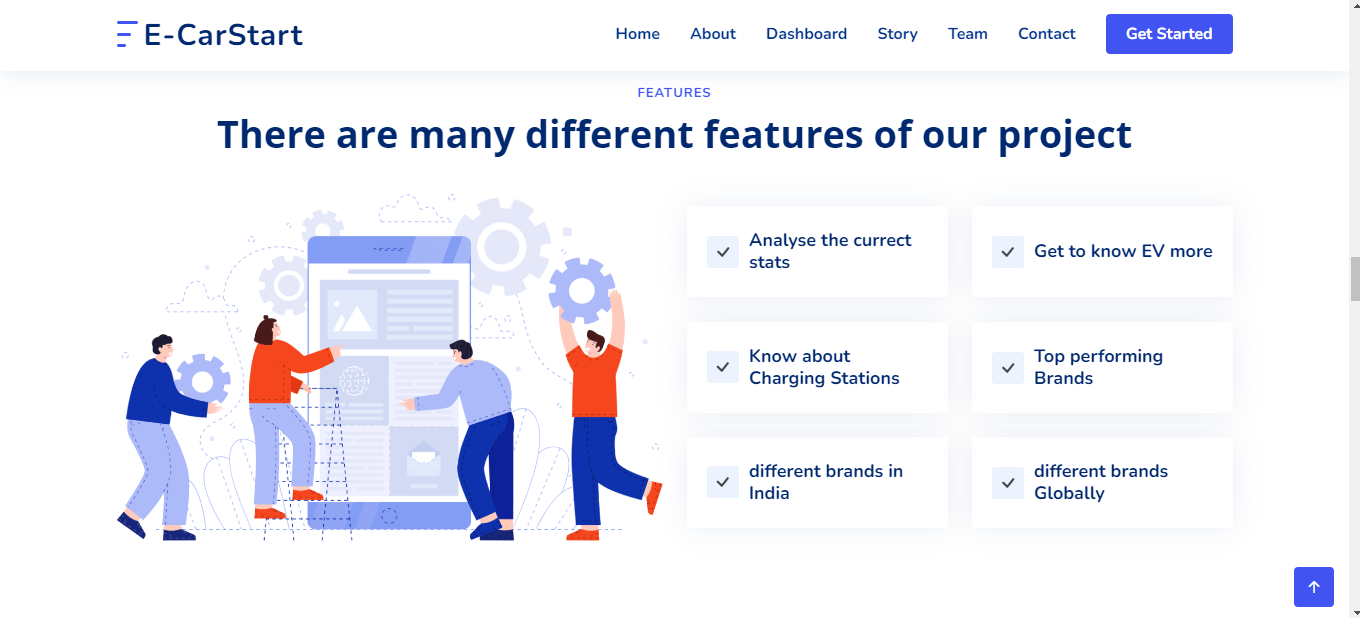 E-CarStart
Home About Dashboard Story Team Contact Get Started
FEATURES
There are many different features of our project
Analyse the currect
stats
Get to know EV more
Know about
Charging Stations
Top performing
Brands
different brands in
India
different brands
Globally